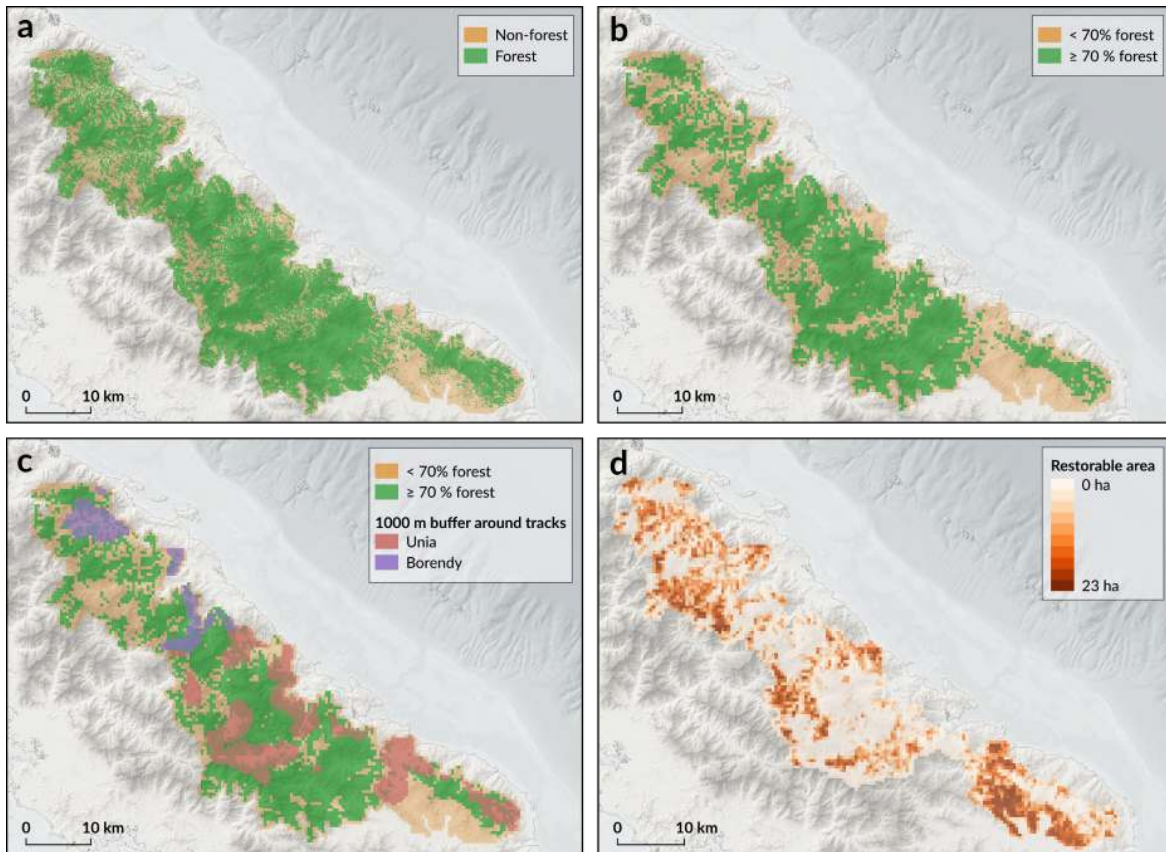 a
Non-forest
Forest
0 10 km
b
< 70% forest
≥ 70 % forest
0 10 km
c
< 70% forest
≥ 70 % forest
1000 m buffer around tracks
Unia
Borendy
0 10 km
d
Restorable area
0 ha
23 ha
0 10 km